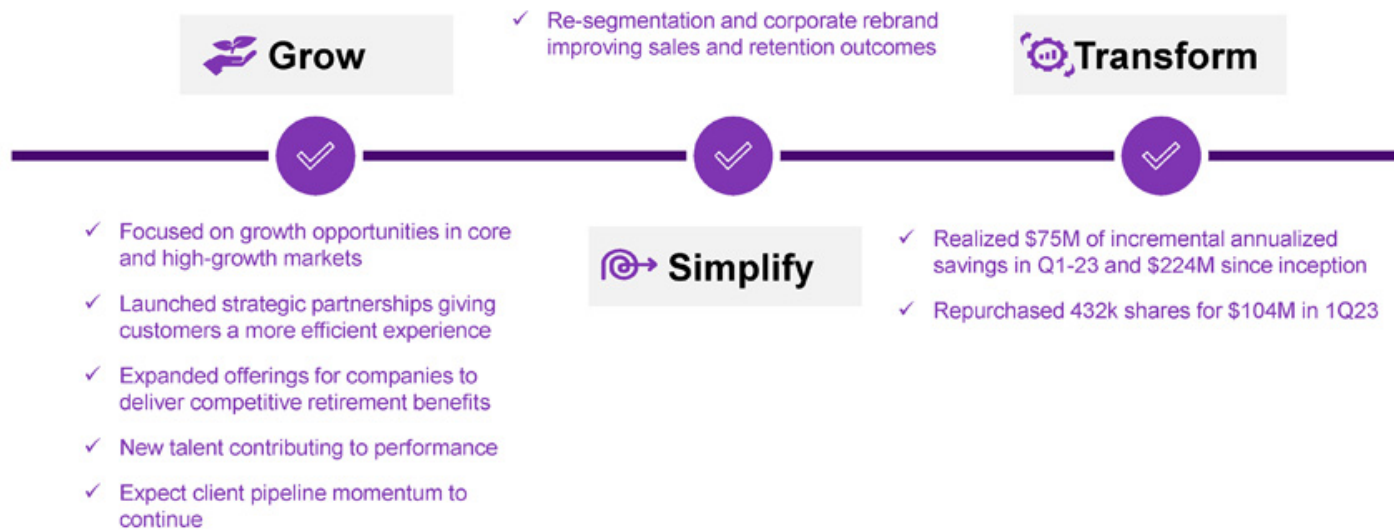 Grow
✓ Focused on growth opportunities in core
and high-growth markets
✓ Launched strategic partnerships giving
customers a more efficient experience
✓ Expanded offerings for companies to
deliver competitive retirement benefits
✓ New talent contributing to performance
✓ Expect client pipeline momentum to
continue
✓ Re-segmentation and corporate rebrand
improving sales and retention outcomes
Simplify
Transform
✓ Realized $75M of incremental annualized
savings in Q1-23 and $224M since inception
✓ Repurchased 432k shares for $104M in 1Q23